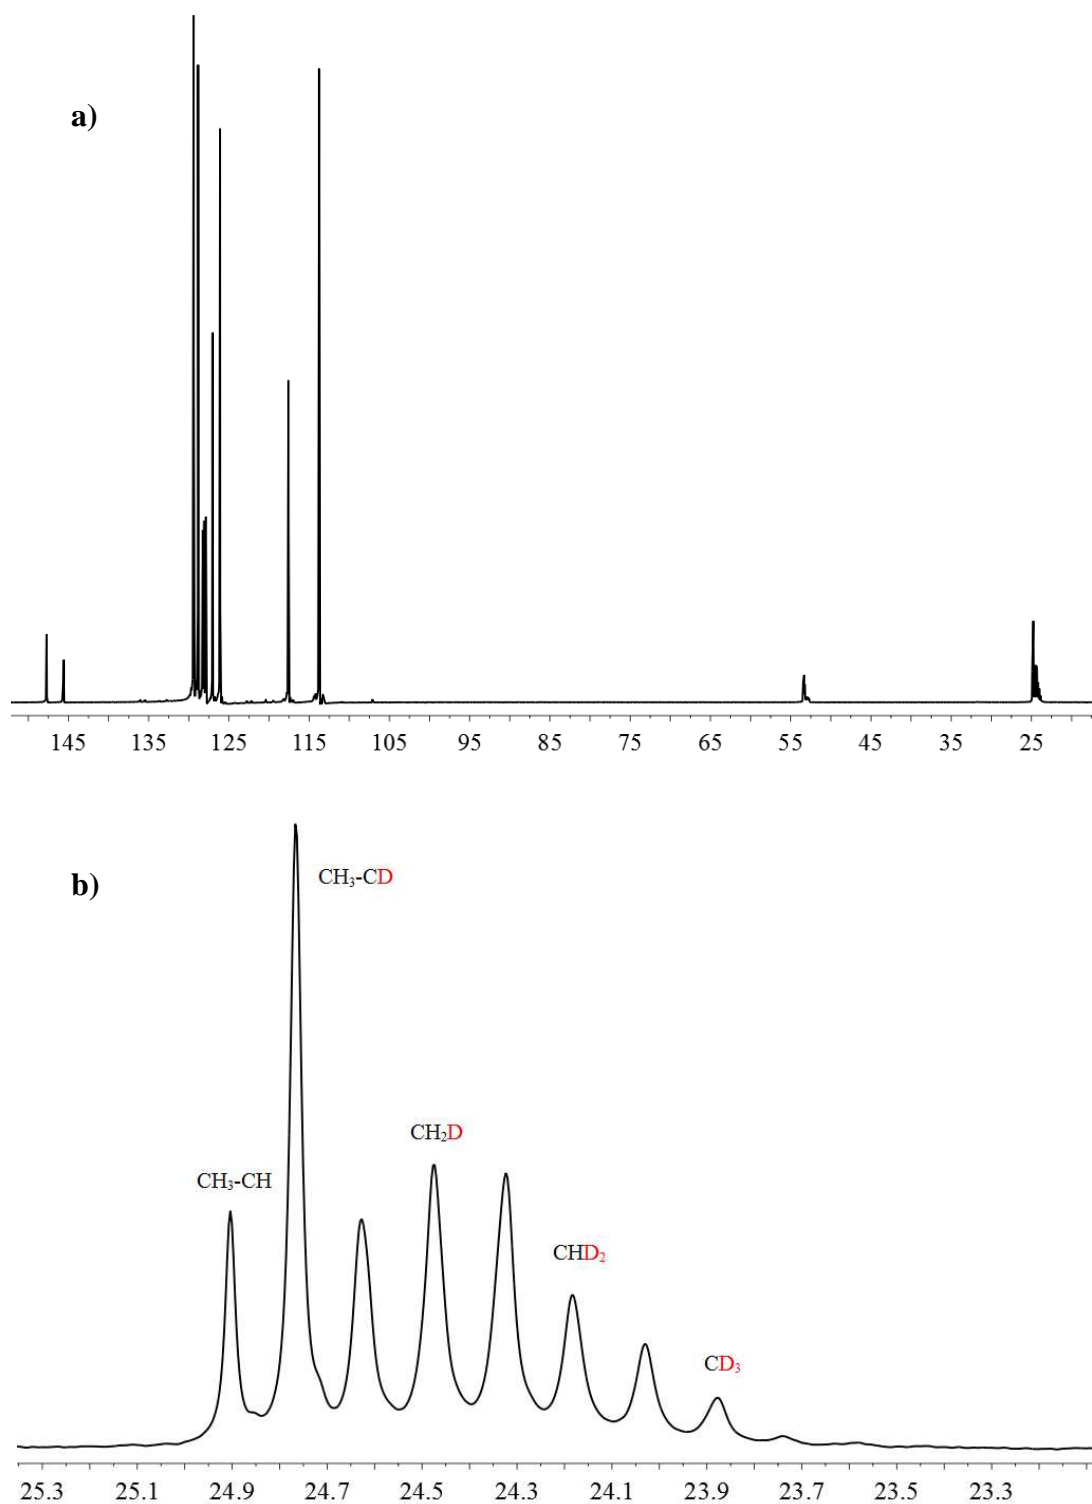 a)
145 135 125 115 105 95 85 75 65 55 45 35 25
b)
CH₃-CD
CH₂D
CH₃-CH
CHD₂
CD₃
25.3 25.1 24.9 24.7 24.5 24.3 24.1 23.9 23.7 23.5 23.3